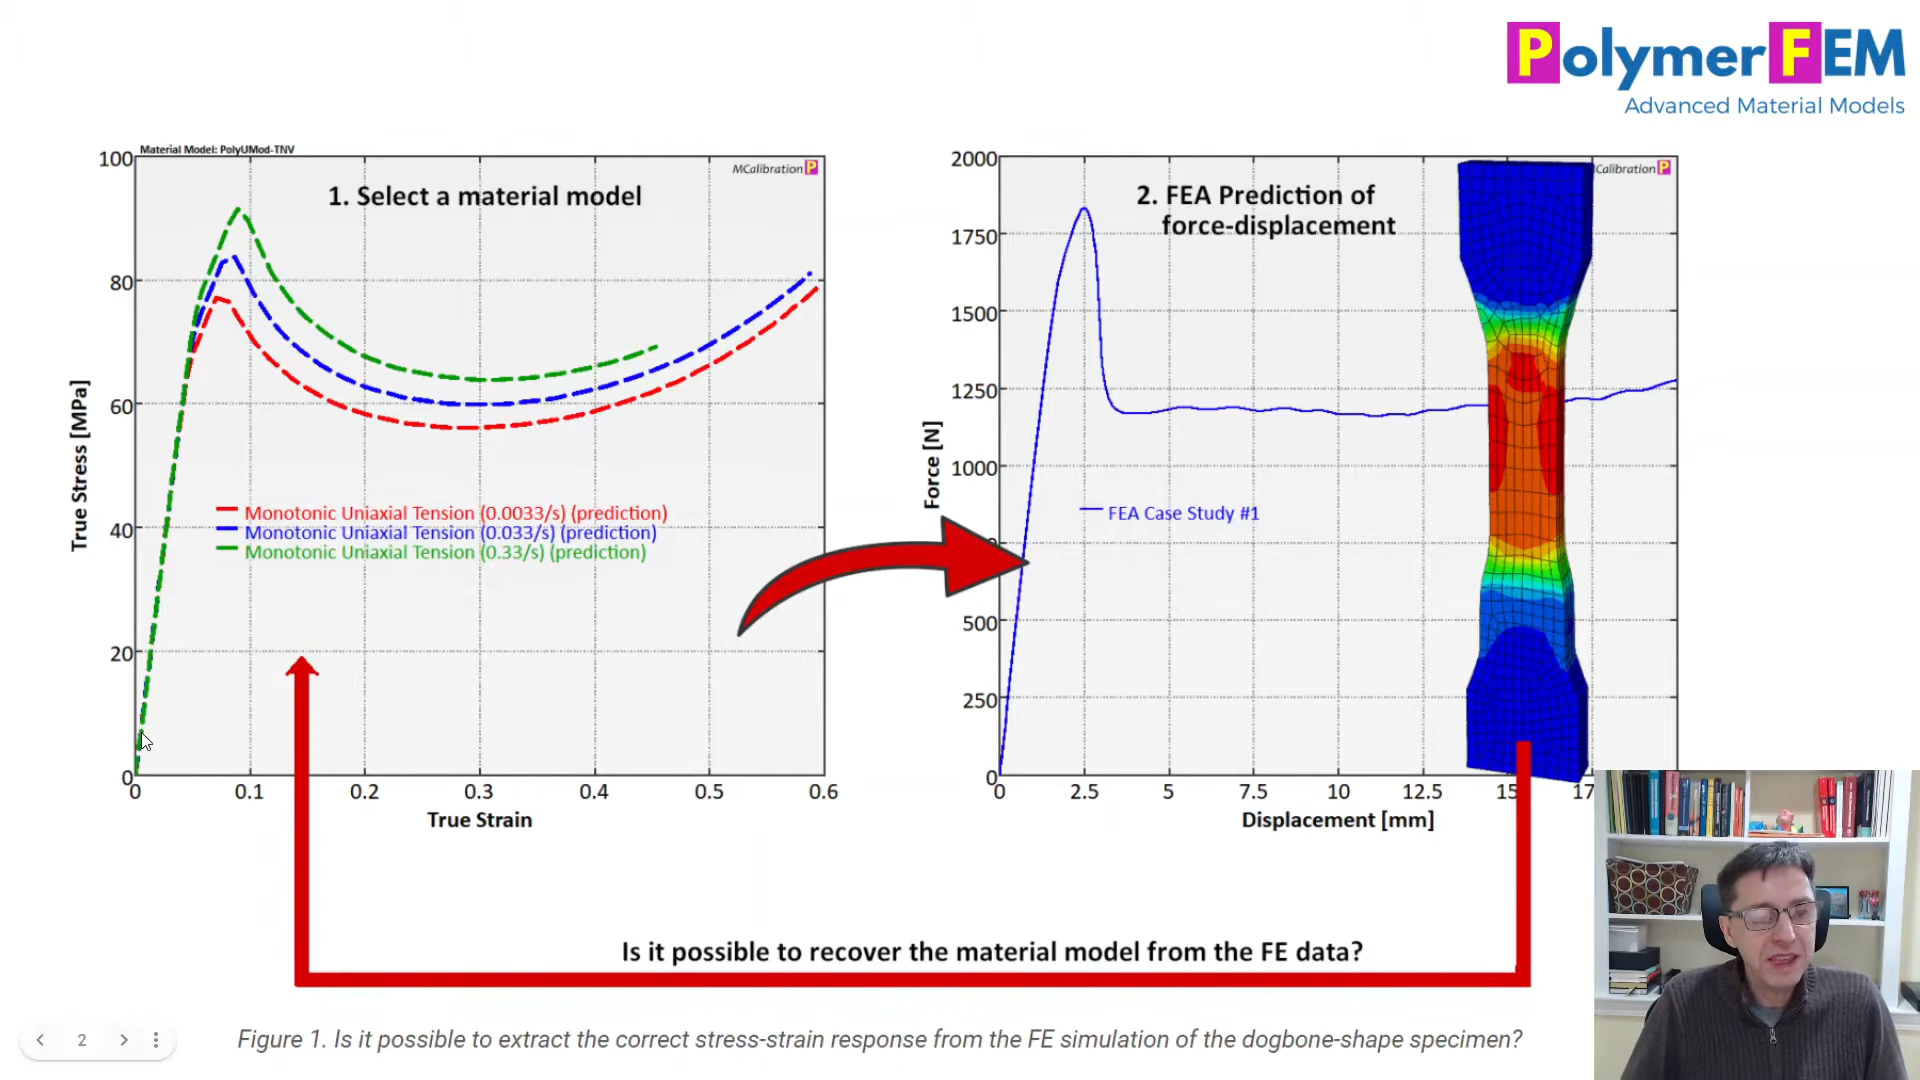 PolymerFEM
Advanced Material Models
Material Model: PolyUMod-TNV
MCalibration P
1. Select a material model
True Stress [MPa]
100
80
60
40
20
0
Monotonic Uniaxial Tension (0.0033/s) (prediction)
Monotonic Uniaxial Tension (0.033/s) (prediction)
Monotonic Uniaxial Tension (0.33/s) (prediction)
0 0.1 0.2 0.3 0.4 0.5 0.6
True Strain
Calibration P
2. FEA Prediction of
force-displacement
Force [N]
2000
1750
1500
1250
1000
500
250
0
FEA Case Study #1
0 2.5 5 7.5 10 12.5 15 17
Displacement [mm]
Is it possible to recover the material model from the FE data?
2
Figure 1. Is it possible to extract the correct stress-strain response from the FE simulation of the dogbone-shape specimen?